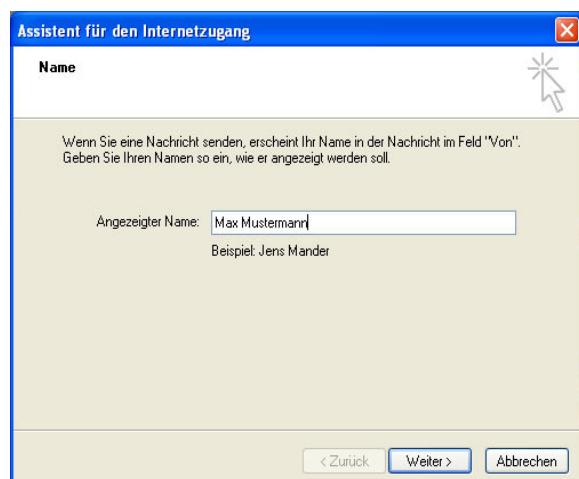 Assistent für den Internetzugang
Name
Wenn Sie eine Nachricht senden, erscheint Ihr Name in der Nachricht im Feld "Von".
Geben Sie Ihren Namen so ein, wie er angezeigt werden soll.
Angezeigter Name: Max Mustermann
Beispiel: Jens Mander
< Zurück Weiter > Abbrechen